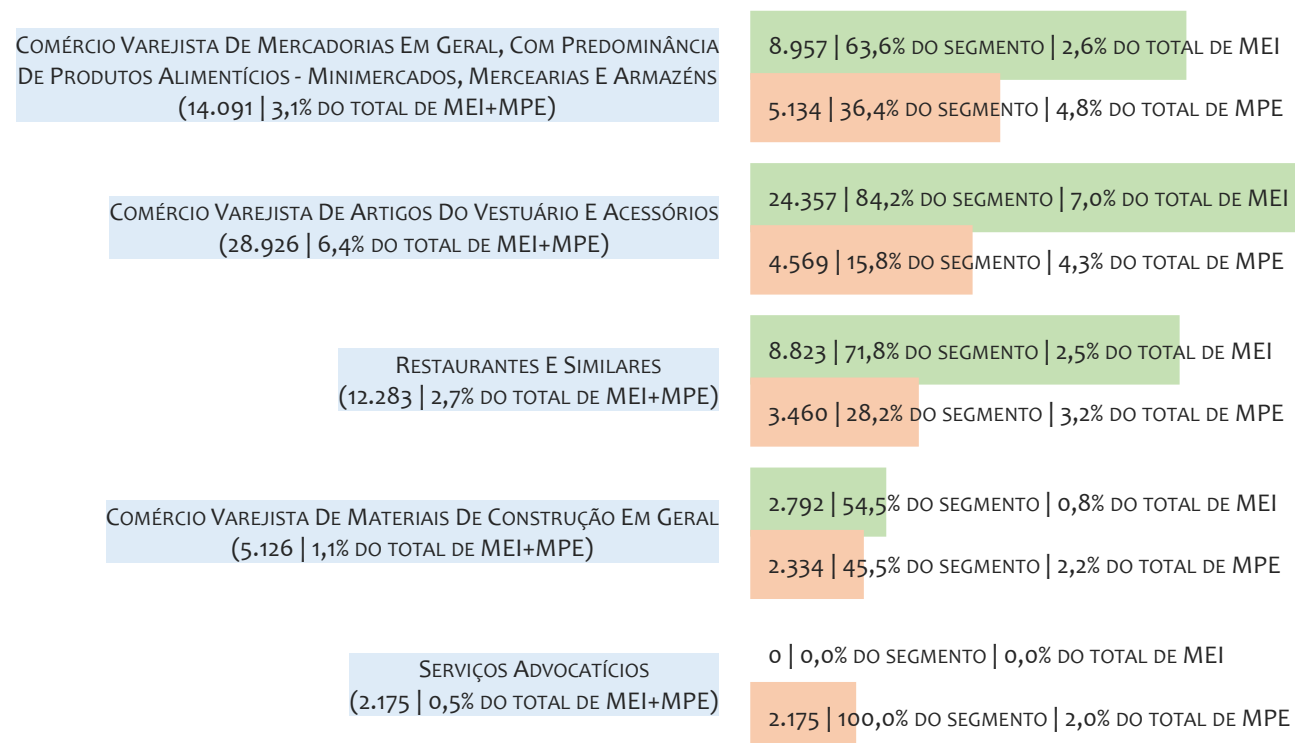 Comércio Varejista De Mercadorias Em Geral, Com Predominância
De Produtos Alimentícios - Minimercados, Mercearias E Armazéns
(14.091 | 3,1% do total de MEI+MPE)
8.957 | 63,6% do segmento | 2,6% do total de MEI
5.134 | 36,4% do segmento | 4,8% do total de MPE
Comércio Varejista De Artigos Do Vestuário E Acessórios
(28.926 | 6,4% do total de MEI+MPE)
24.357 | 84,2% do segmento | 7,0% do total de MEI
4.569 | 15,8% do segmento | 4,3% do total de MPE
Restaurantes E Similares
(12.283 | 2,7% do total de MEI+MPE)
8.823 | 71,8% do segmento | 2,5% do total de MEI
3.460 | 28,2% do segmento | 3,2% do total de MPE
Comércio Varejista De Materiais De Construção Em Geral
(5.126 | 1,1% do total de MEI+MPE)
2.792 | 54,5% do segmento | 0,8% do total de MEI
2.334 | 45,5% do segmento | 2,2% do total de MPE
Serviços Advocatícios
(2.175 | 0,5% do total de MEI+MPE)
0 | 0,0% do segmento | 0,0% do total de MEI
2.175 | 100,0% do segmento | 2,0% do total de MPE